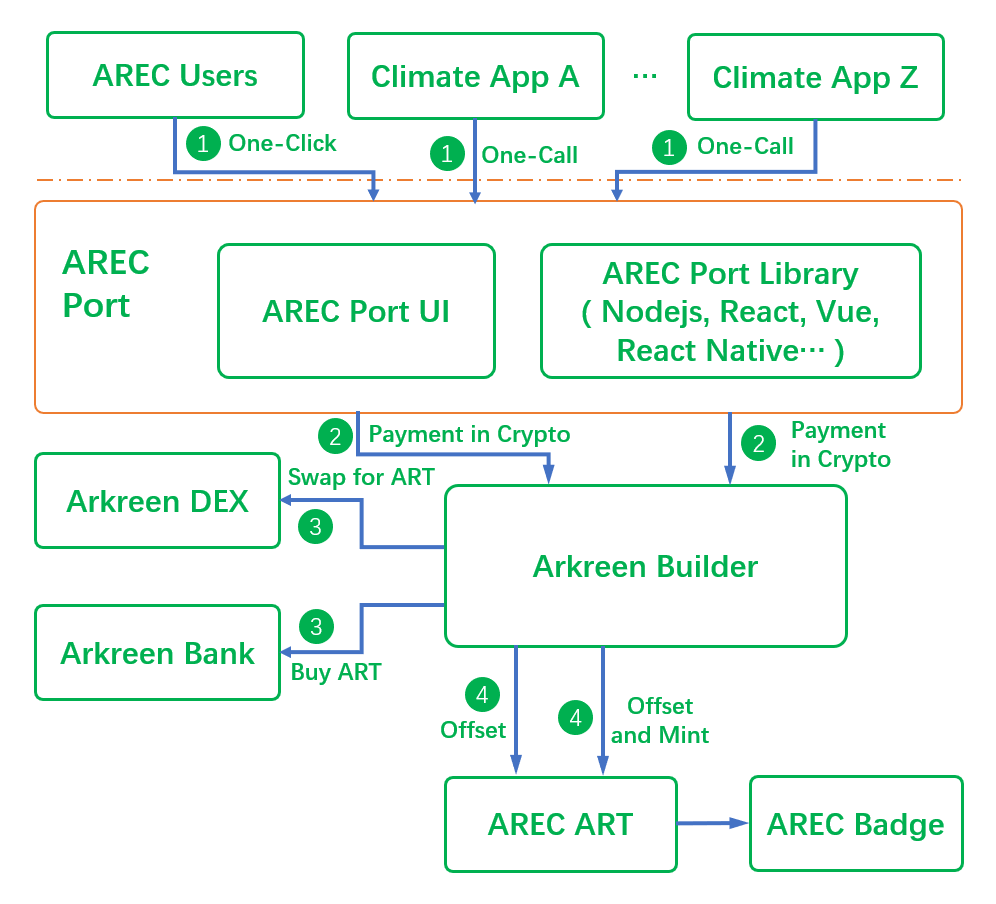 AREC Users
Climate App A
···
Climate App Z
1 One-Click
1 One-Call
1 One-Call
AREC
Port
AREC Port UI
AREC Port Library
( Nodejs, React, Vue,
React Native··· )
2 Payment in Crypto
2 Payment
in Crypto
Swap for ART
3
Arkreen DEX
Arkreen Builder
3
Arkreen Bank
Buy ART
4
Offset
4
Offset
and Mint
AREC ART
AREC Badge